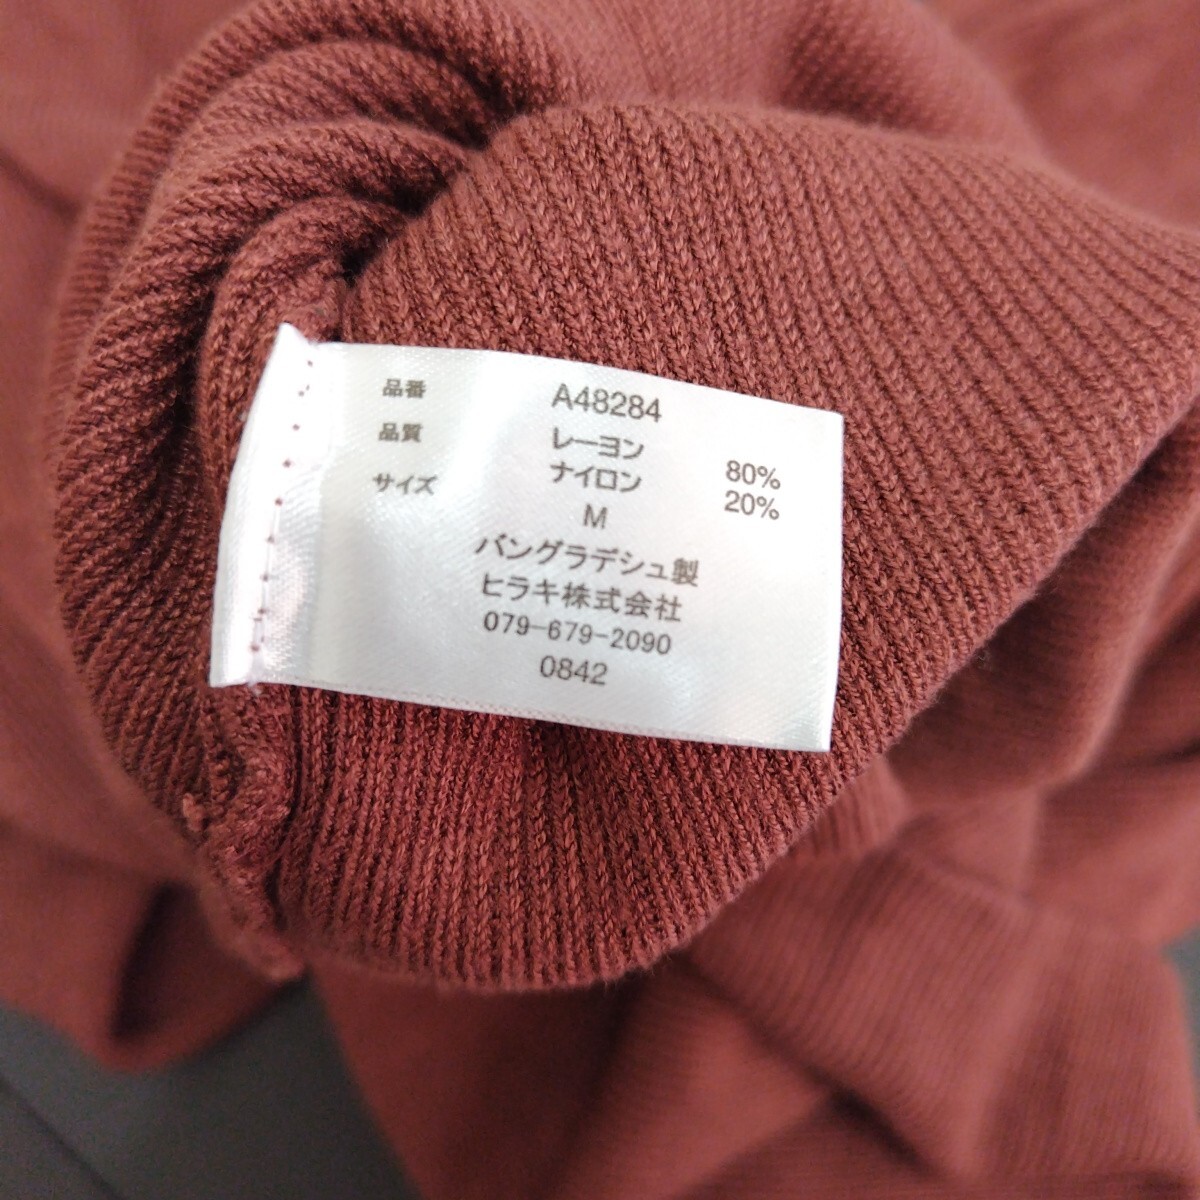 品番 A48284
品質 レーヨン 80%
ナイロン 20%
サイズ M
バングラデシュ製
ヒラキ株式会社
079-679-2090
0842